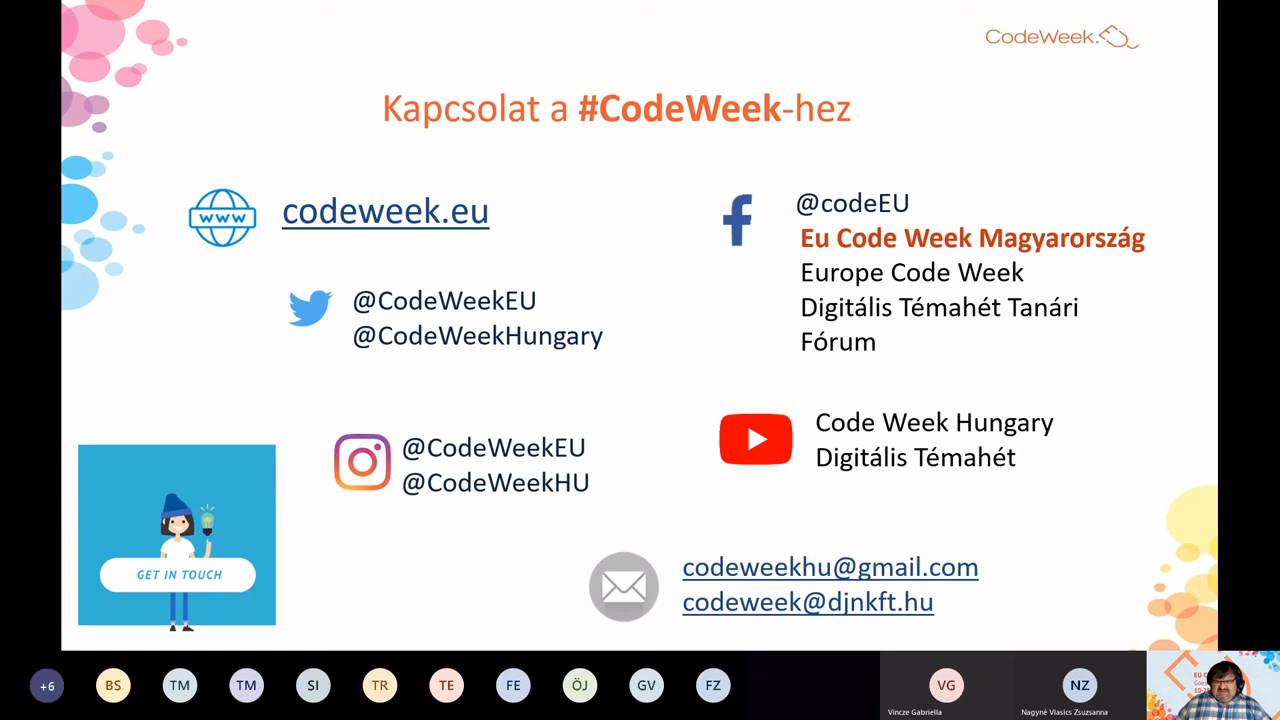 CodeWeek.
Kapcsolat a #CodeWeek-hez
www
codeweek.eu
@CodeWeekEU
@CodeWeekHungary
@CodeWeekEU
@CodeWeekHU
@codeEU
Eu Code Week Magyarország
Europe Code Week
Digitális Témahét Tanári
Fórum
Code Week Hungary
Digitális Témahét
GET IN TOUCH
codeweekhu@gmail.com
codeweek@djnkft.hu
+6
BS
TM
TM
SI
TR
TE
FE
ÖJ
GV
FZ
VG
Vincze Gabriella
NZ
Nagyné Vlasics Zsuzsanna